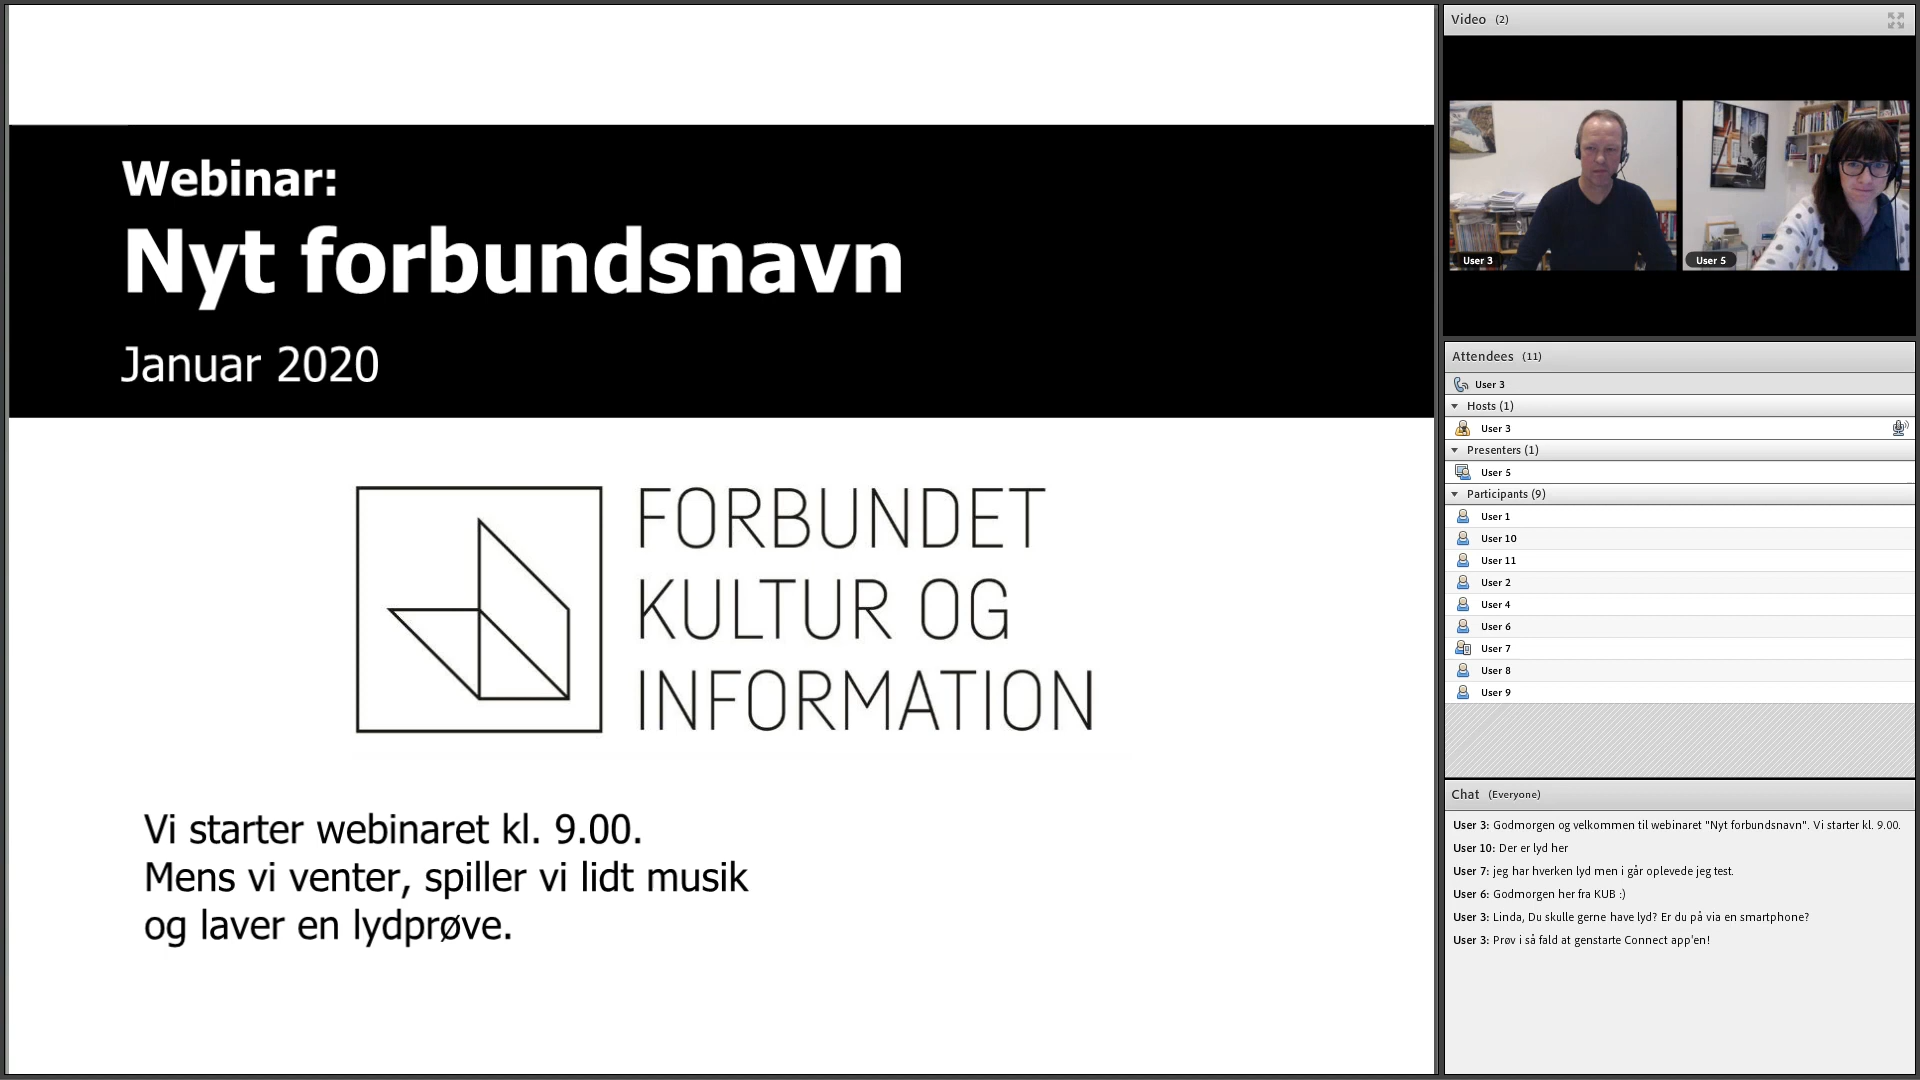 Webinar:
Nyt forbundsnavn
Januar 2020
FORBUNDET
KULTUR OG
INFORMATION
Vi starter webinaret kl. 9.00.
Mens vi venter, spiller vi lidt musik
og laver en lydprøve.
Video (2)
User 3
User 5
Attendees (11)
User 3
Hosts (1)
User 3
Presenters (1)
User 5
Participants (9)
User 1
User 10
User 11
User 2
User 4
User 6
User 7
User 8
User 9
Chat (Everyone)
User 3: Godmorgen og velkommen til webinaret "Nyt forbundsnavn". Vi starter kl. 9.00.
User 10: Der er lyd her
User 7: jeg har hverken lyd men i går oplevede jeg test.
User 6: Godmorgen her fra KUB :)
User 3: Linda, Du skulle gerne have lyd? Er du på via en smartphone?
User 3: Prøv i så fald at genstarte Connect app'en!